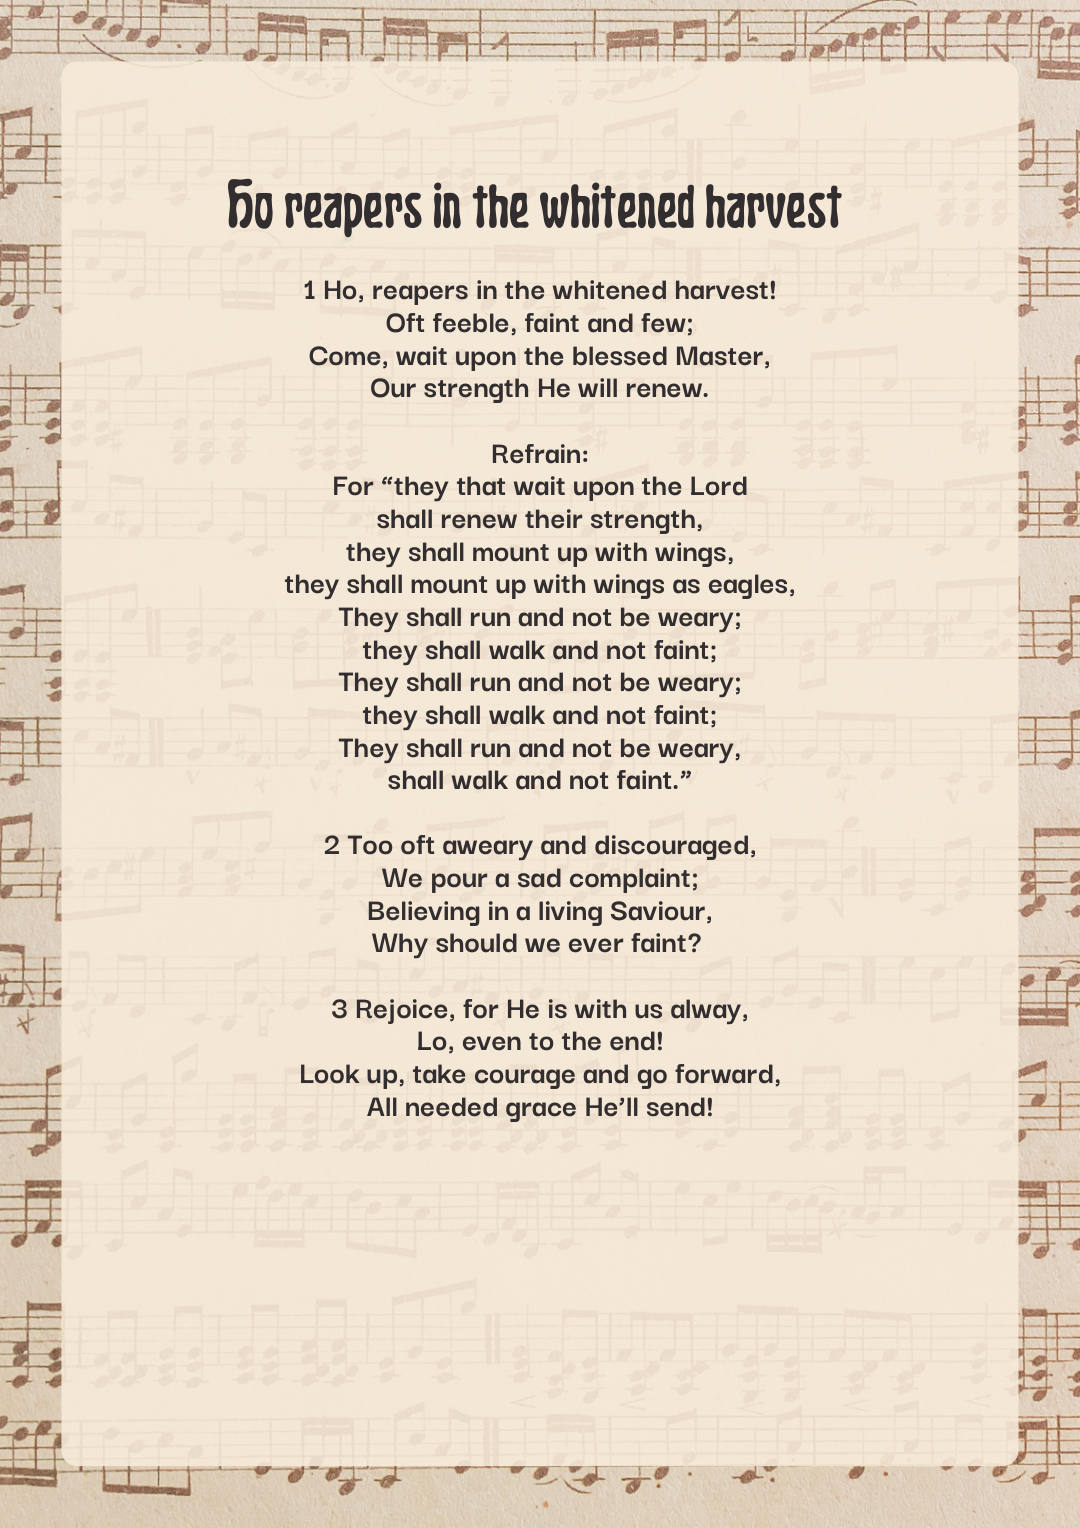 Ho reapers in the whitened harvest
1 Ho, reapers in the whitened harvest!
Oft feeble, faint and few;
Come, wait upon the blessed Master,
Our strength He will renew.
Refrain:
For “they that wait upon the Lord
shall renew their strength,
they shall mount up with wings,
they shall mount up with wings as eagles,
They shall run and not be weary;
they shall walk and not faint;
They shall run and not be weary;
they shall walk and not faint;
They shall run and not be weary,
shall walk and not faint.”
2 Too oft aweary and discouraged,
We pour a sad complaint;
Believing in a living Saviour,
Why should we ever faint?
3 Rejoice, for He is with us alway,
Lo, even to the end!
Look up, take courage and go forward,
All needed grace He’ll send!